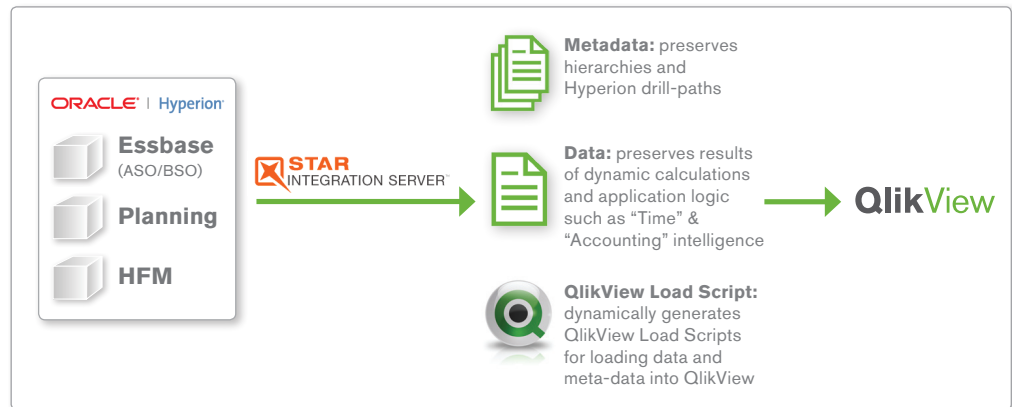 ORACLE® | Hyperion®
Essbase
(ASO/BSO)
Planning
HFM
STAR
INTEGRATION SERVER™
Metadata: preserves
hierarchies and
Hyperion drill-paths
Data: preserves results
of dynamic calculations
and application logic
such as “Time” &
“Accounting” intelligence
QlikView Load Script:
dynamically generates
QlikView Load Scripts
for loading data and
meta-data into QlikView
QlikView